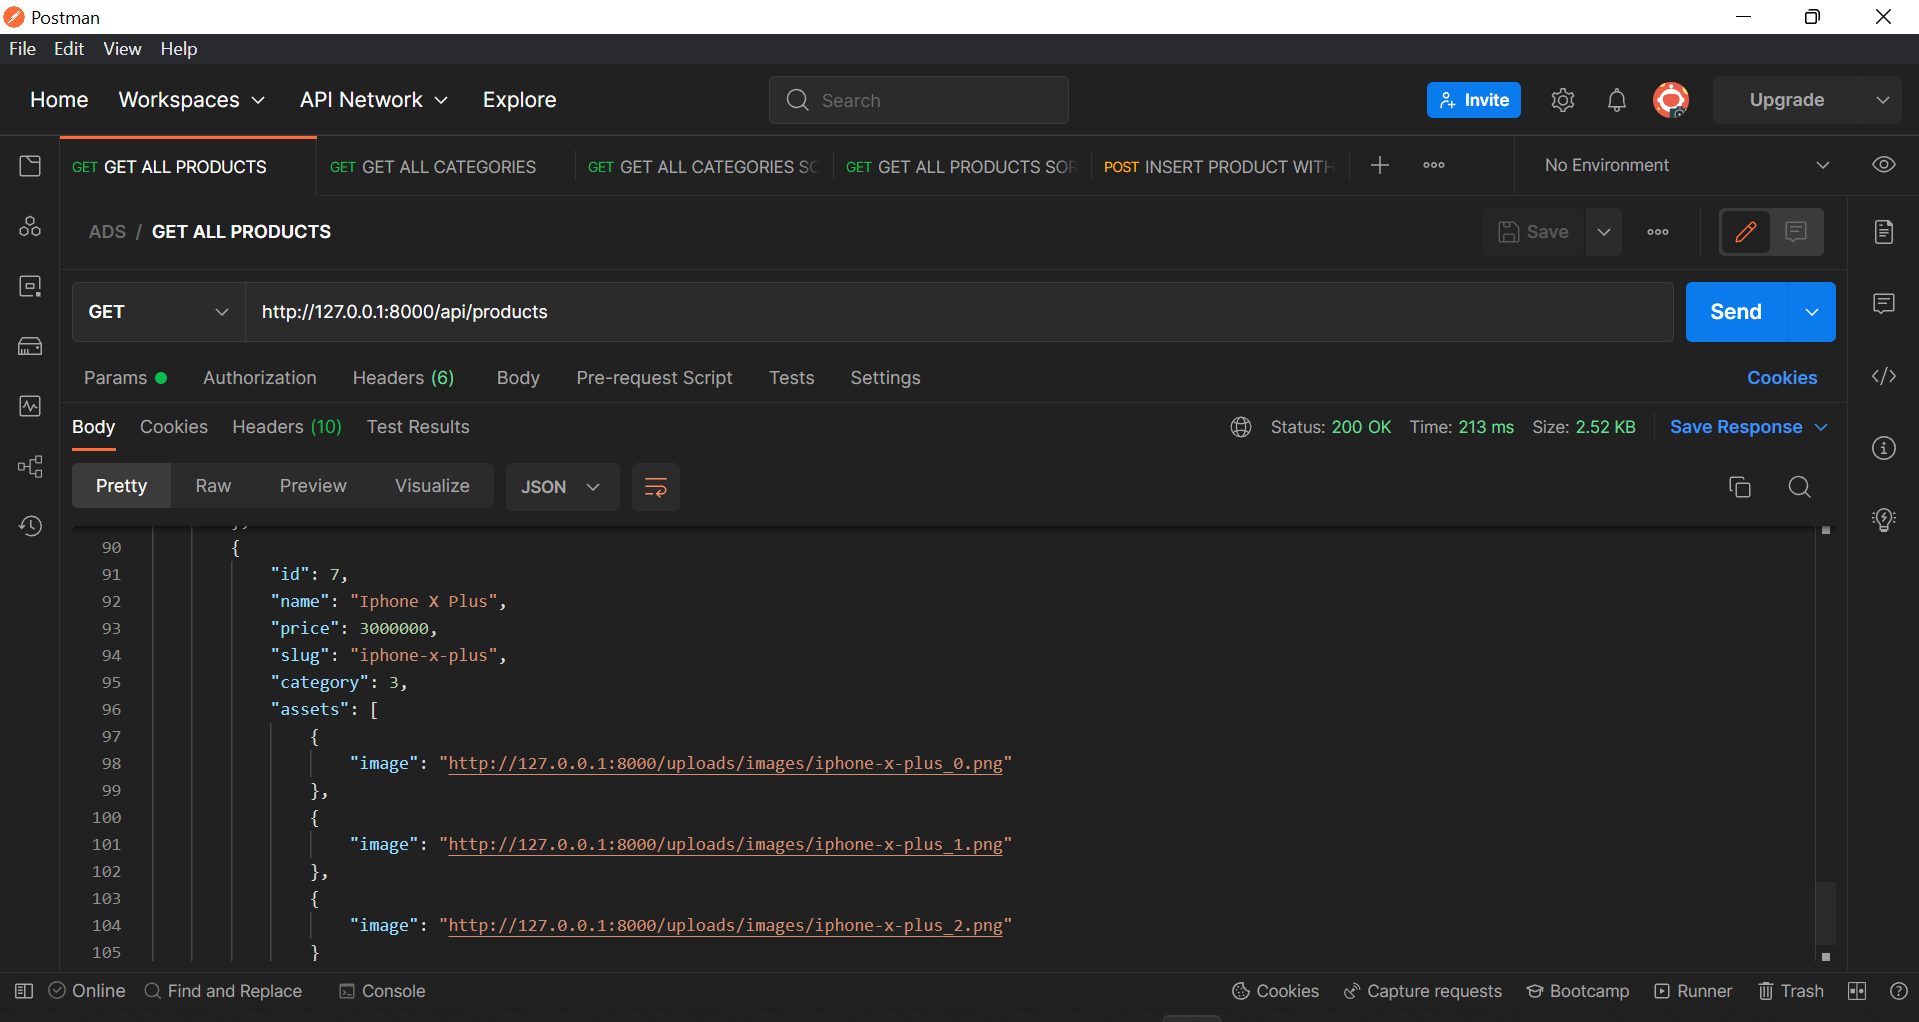 Postman
File Edit View Help
Home Workspaces API Network Explore Search Invite Upgrade
GET GET ALL PRODUCTS GET GET ALL CATEGORIES GET GET ALL CATEGORIES SC GET GET ALL PRODUCTS SOR POST INSERT PRODUCT WITH No Environment
ADS / GET ALL PRODUCTS Save
GET http://127.0.0.1:8000/api/products Send
Params Authorization Headers (6) Body Pre-request Script Tests Settings Cookies
Body Cookies Headers (10) Test Results Status: 200 OK Time: 213 ms Size: 2.52 KB Save Response
Pretty Raw Preview Visualize JSON
90 {
91 "id": 7,
92 "name": "Iphone X Plus",
93 "price": 3000000,
94 "slug": "iphone-x-plus",
95 "category": 3,
96 "assets": [
97 {
98 "image": "http://127.0.0.1:8000/uploads/images/iphone-x-plus_0.png"
99 },
100 {
101 "image": "http://127.0.0.1:8000/uploads/images/iphone-x-plus_1.png"
102 },
103 {
104 "image": "http://127.0.0.1:8000/uploads/images/iphone-x-plus_2.png"
105 }
Online Find and Replace Console Cookies Capture requests Bootcamp Runner Trash